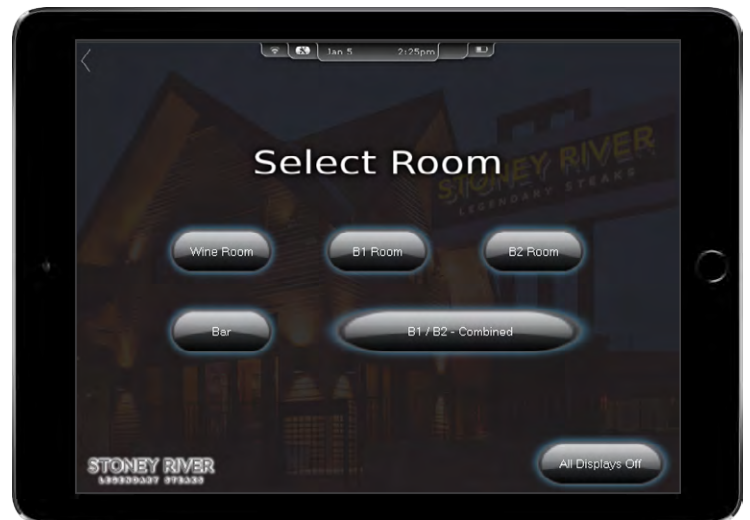 Jan 5 2:25pm
Select Room
STONEY RIVER
LEGENDARY STEAKS
Wine Room
B1 Room
B2 Room
Bar
B1 / B2 - Combined
STONEY RIVER
LEGENDARY STEAKS
All Displays Off